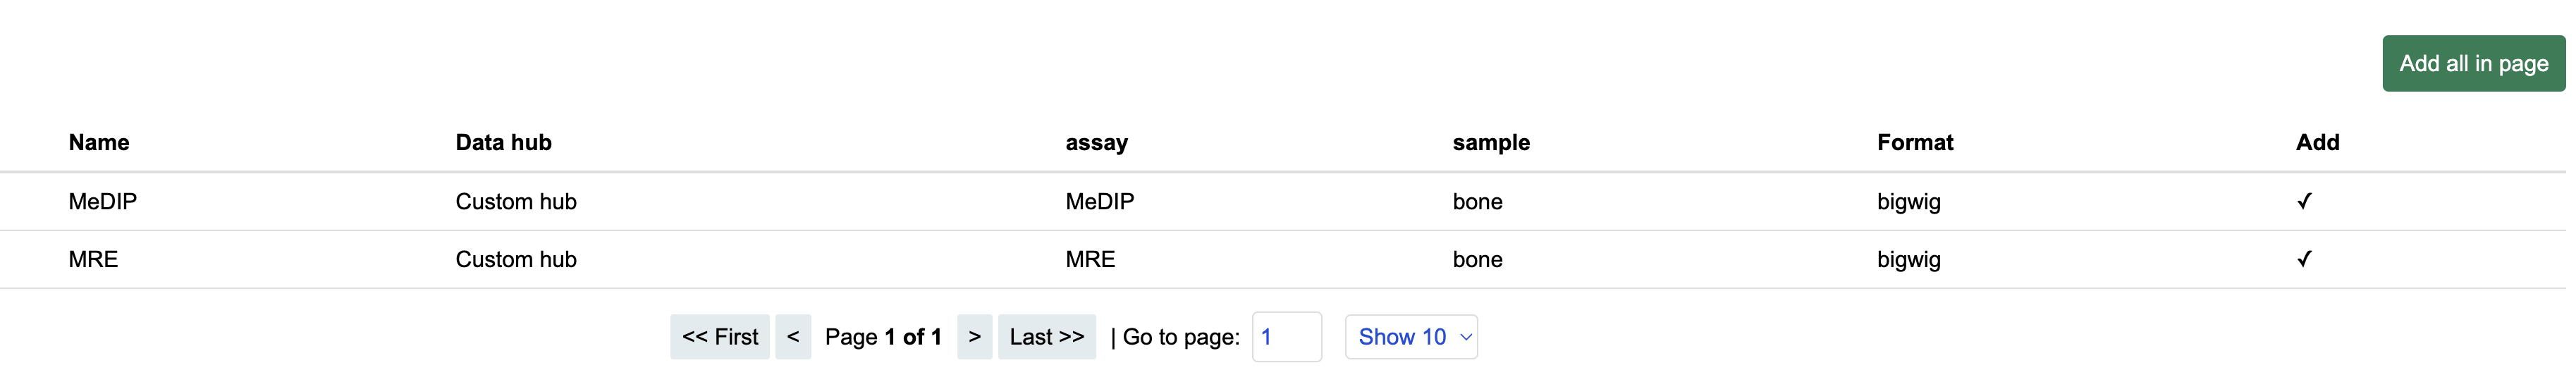 Add all in page
Name Data hub assay sample Format Add
MeDIP Custom hub MeDIP bone bigwig ✓
MRE Custom hub MRE bone bigwig ✓
<< First < Page 1 of 1 > Last >> | Go to page: 1 Show 10